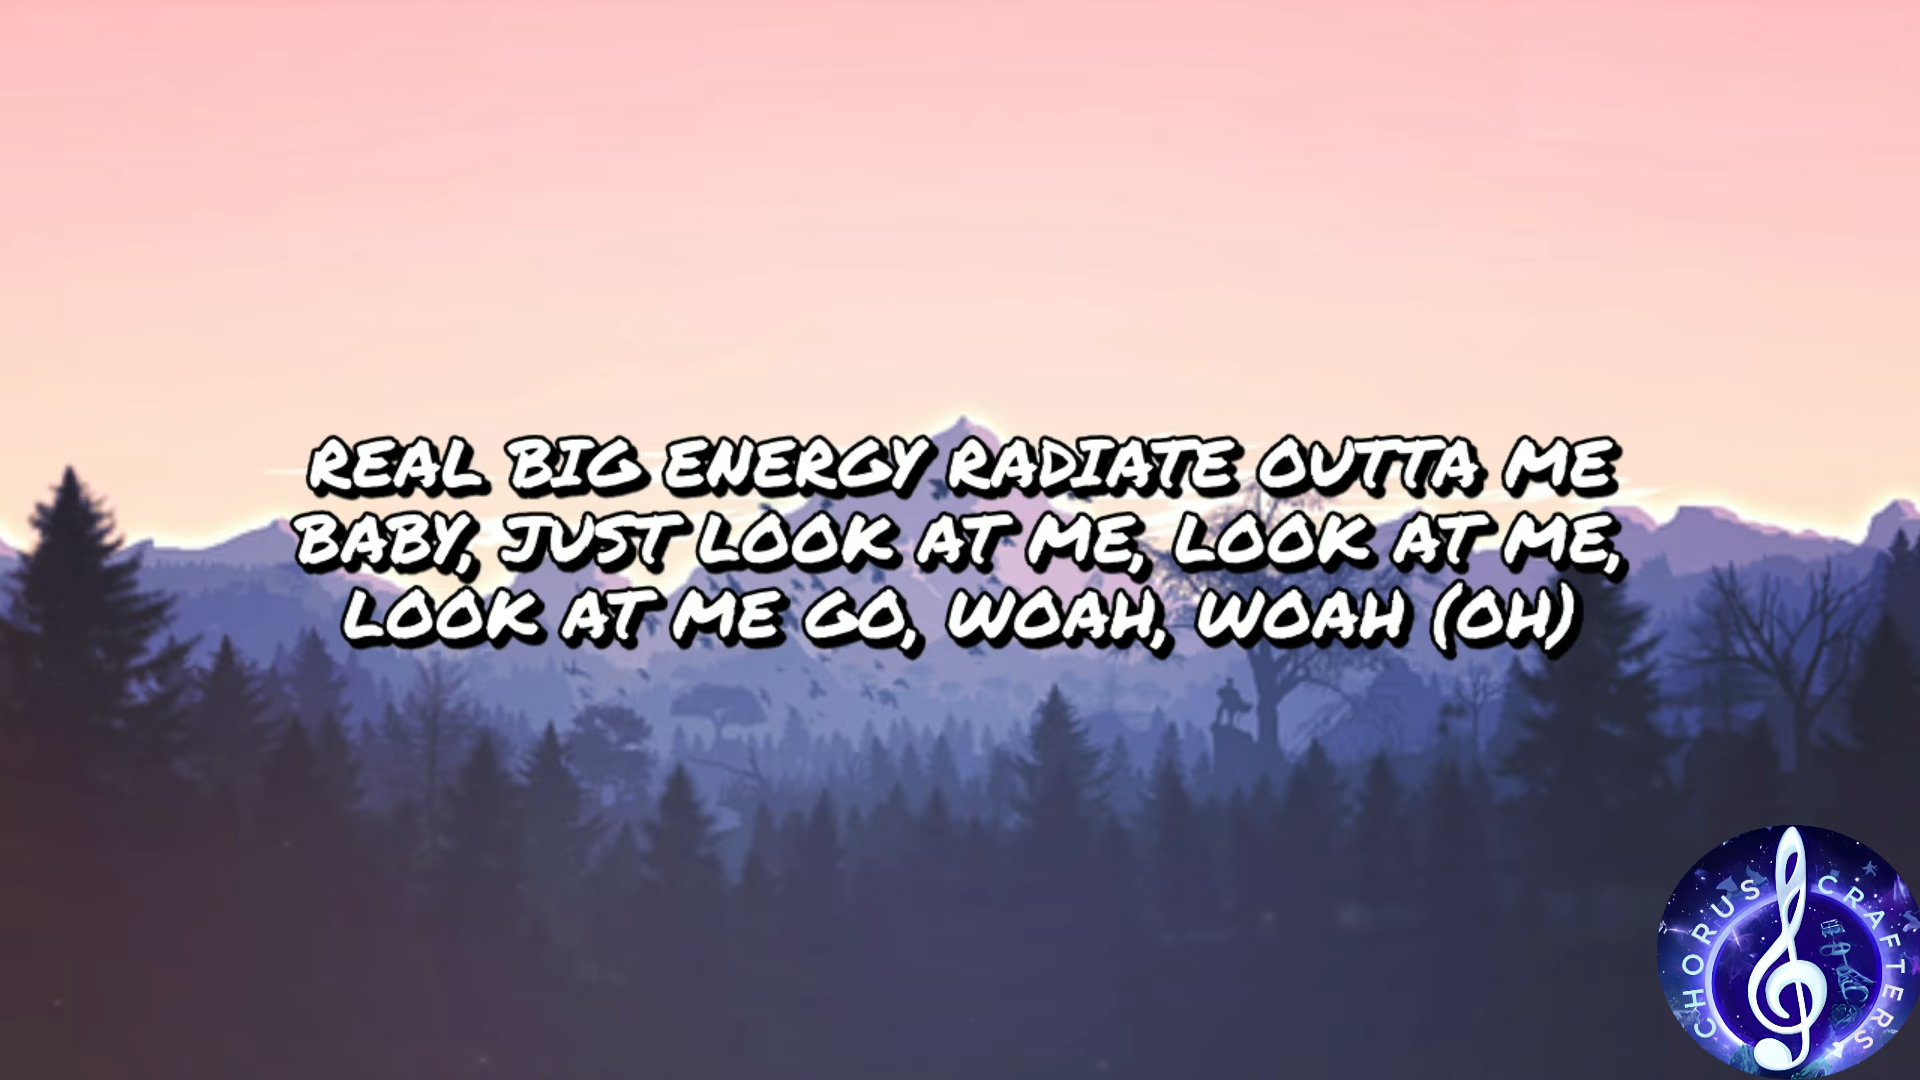 REAL BIG ENERGY RADIATE OUTTA ME
BABY, JUST LOOK AT ME, LOOK AT ME,
LOOK AT ME GO, WOAH, WOAH (OH)
CHORUS CRAFTERS